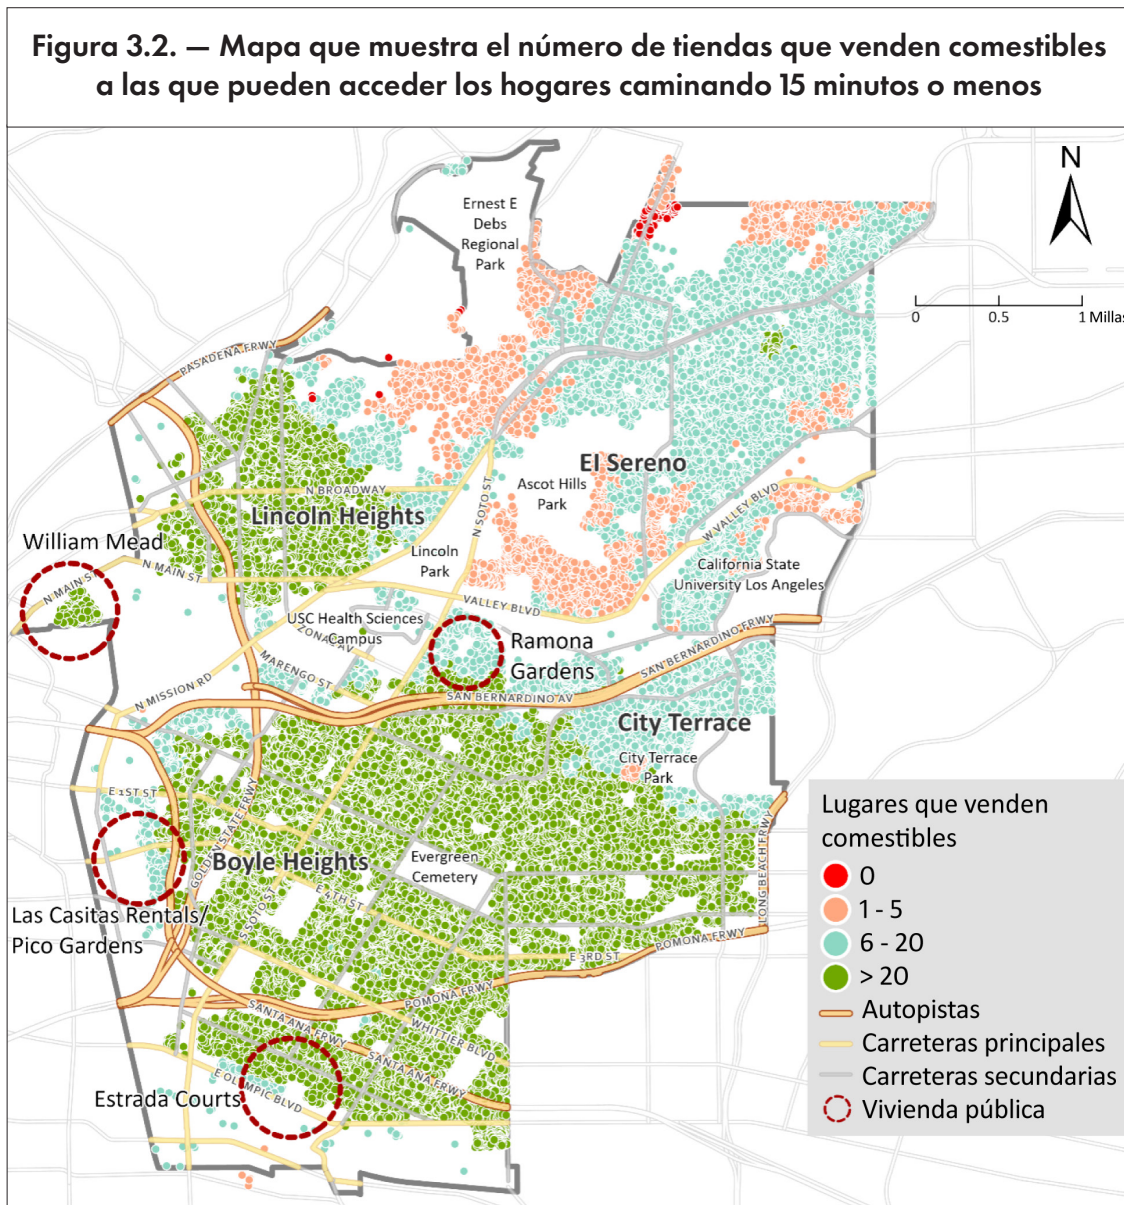 Figura 3.2. — Mapa que muestra el número de tiendas que venden comestibles
a las que pueden acceder los hogares caminando 15 minutos o menos
N
Ernest E
Debs
Regional
Park
0 0.5 1 Millas
PASADENA FRWY
El Sereno
Ascot Hills
Park
N BROADWAY
Lincoln Heights
N SOTO ST
W VALLEY BLVD
William Mead
N MAIN ST
N MAIN ST
Lincoln
Park
California State
University Los Angeles
VALLEY BLVD
USC Health Sciences
Campus
ZONAL AV
Ramona
Gardens
SAN BERNARDINO FRWY
MARENGO ST
N MISSION RD
SAN BERNARDINO AV
City Terrace
City Terrace
Park
E 1ST ST
GOLDEN STATE FRWY
Boyle Heights
Evergreen
Cemetery
E 4TH ST
S SOTO ST
LONG BEACH FRWY
Las Casitas Rentals/
Pico Gardens
POMONA FRWY
E 3RD ST
POMONA FRWY
SANTA ANA FRWY
WHITTIER BLVD
SANTA ANA FRWY
E OLYMPIC BLVD
Estrada Courts
Lugares que venden
comestibles
0
1 - 5
6 - 20
> 20
Autopistas
Carreteras principales
Carreteras secundarias
Vivienda pública